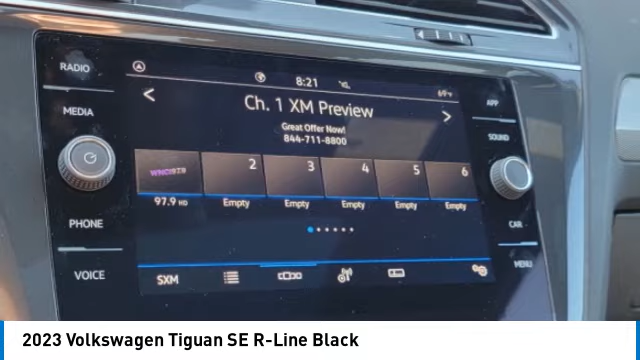 RADIO
MEDIA
PHONE
VOICE
8:21
69°F
Ch. 1 XM Preview
Great Offer Now!
844-711-8800
2 3 4 5 6
97.9 HD Empty Empty Empty Empty Empty
SXM
APP
SOUND
CAR
MENU
2023 Volkswagen Tiguan SE R-Line Black